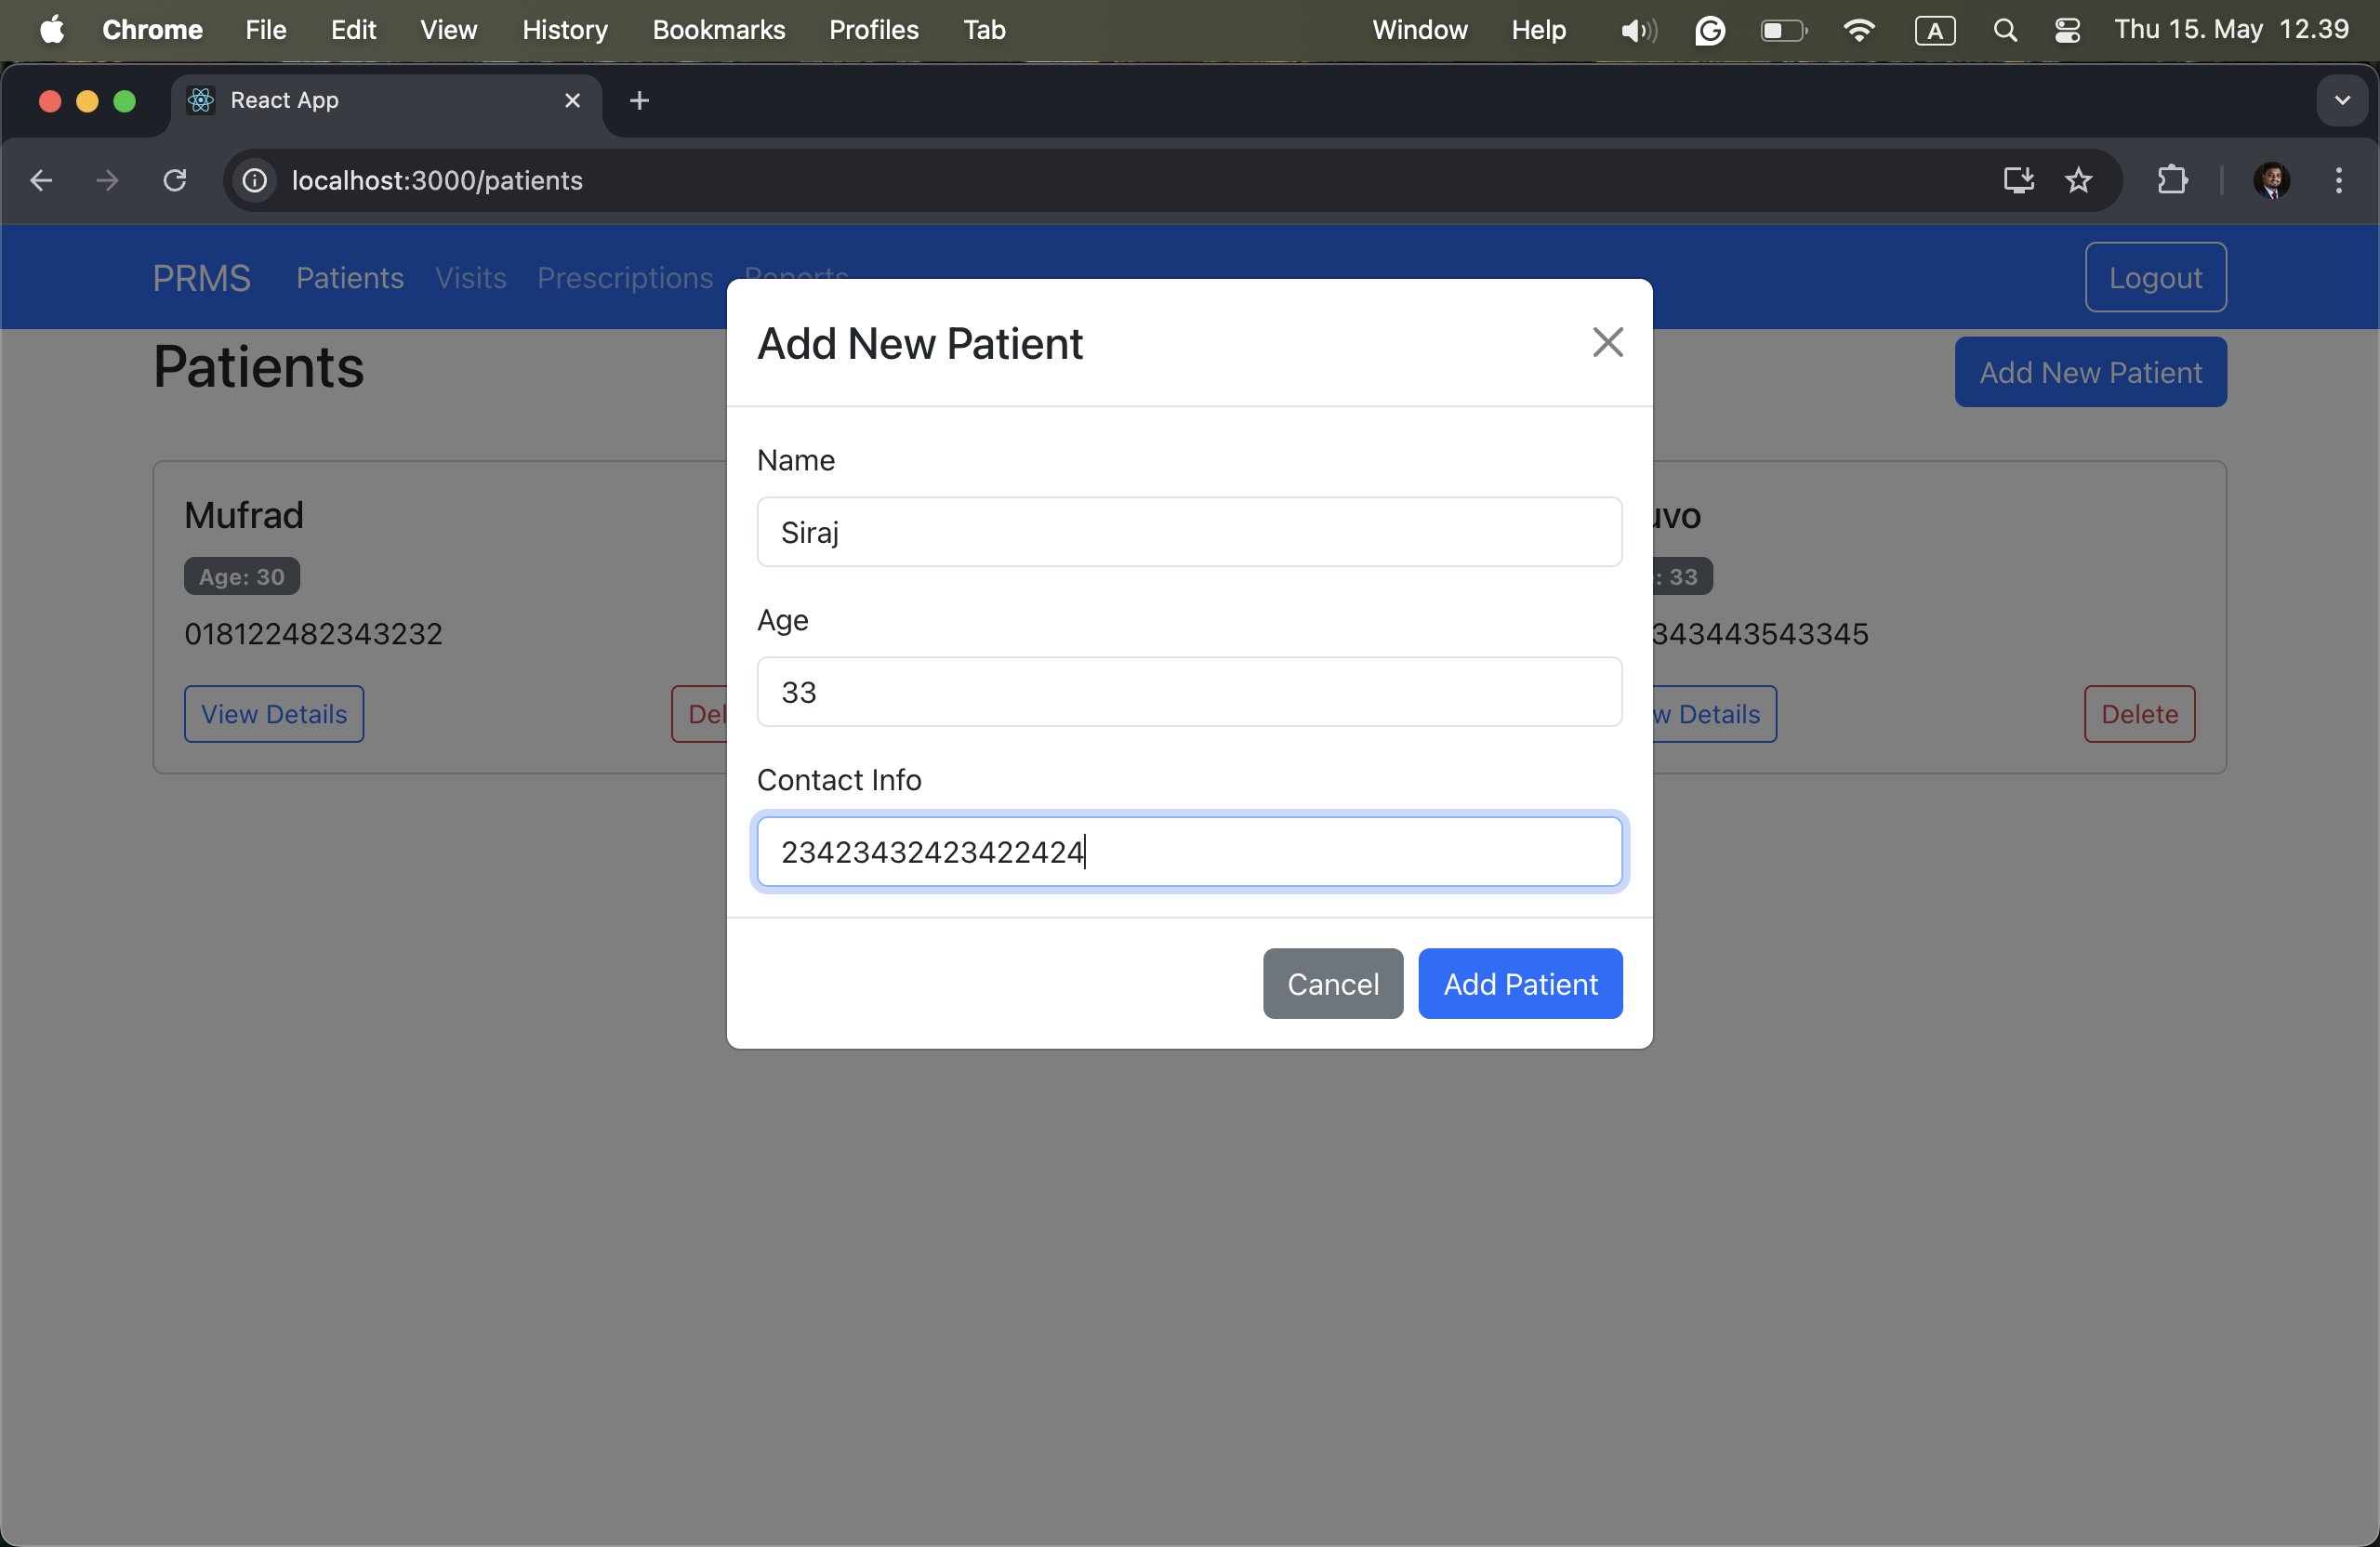 Chrome File Edit View History Bookmarks Profiles Tab Window Help A Thu 15. May 12.39
React App
localhost:3000/patients
PRMS Patients Visits Prescriptions Reports Logout
Patients
Add New Patient
Mufrad
Age: 30
018122482343232
View Details
Add New Patient
Name
Siraj
Age
33
Contact Info
23423432423422424
Cancel Add Patient
: 33
343443543345
Details
Delete